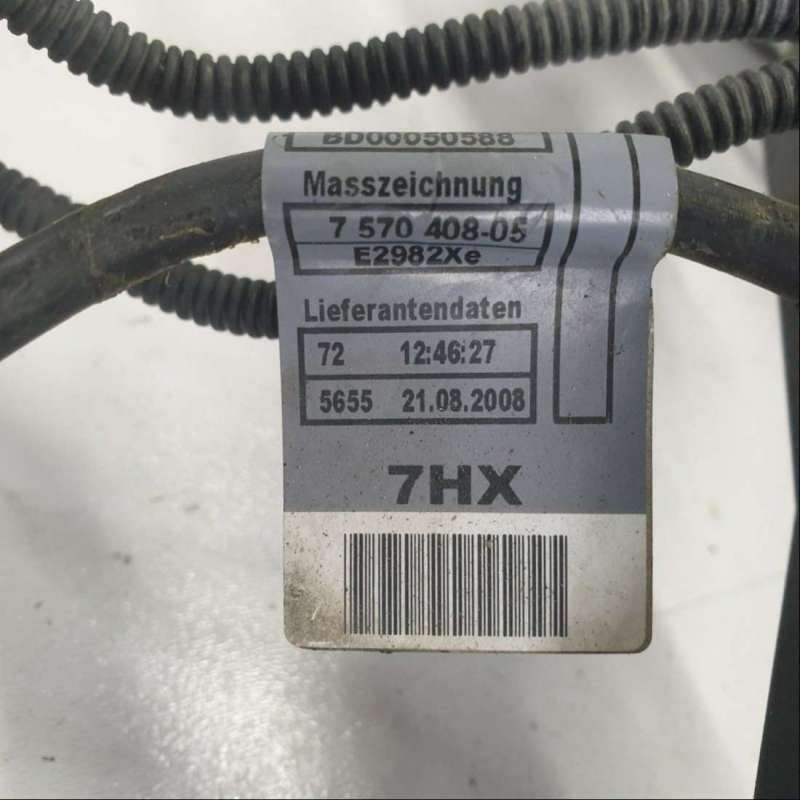 BD00050588
Masszeichnung
7 570 408-05
E2982Xe
Lieferantendaten
72 12:46:27
5655 21.08.2008
7HX